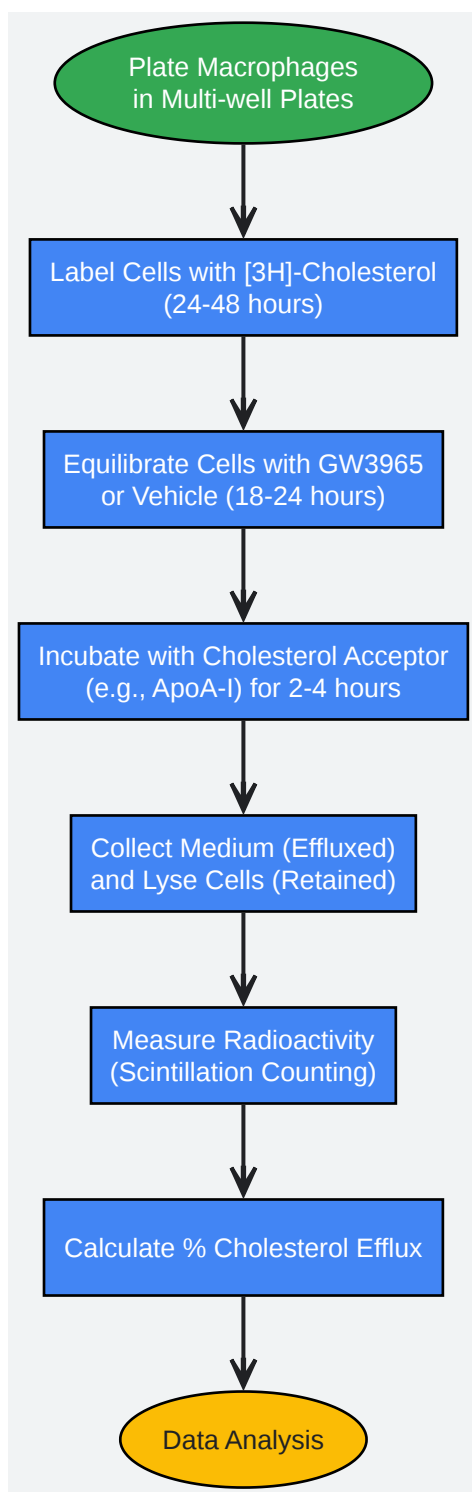 Plate Macrophages
in Multi-well Plates
Label Cells with [3H]-Cholesterol
(24-48 hours)
Equilibrate Cells with GW3965
or Vehicle (18-24 hours)
Incubate with Cholesterol Acceptor
(e.g., ApoA-I) for 2-4 hours
Collect Medium (Effluxed)
and Lyse Cells (Retained)
Measure Radioactivity
(Scintillation Counting)
Calculate % Cholesterol Efflux
Data Analysis